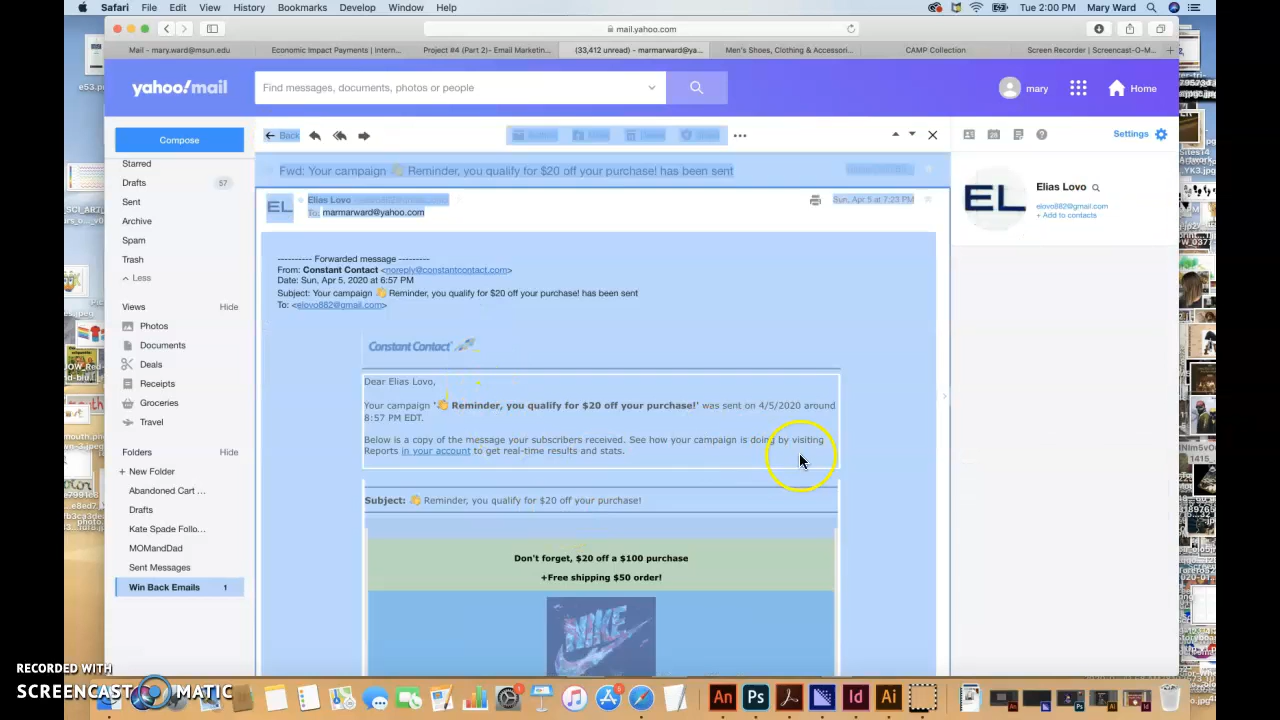 Safari File Edit View History Bookmarks Develop Window Help
Tue 2:00 PM Mary Ward
mail.yahoo.com
Mail - mary.ward@msun.edu
Economic Impact Payments | Intern...
Project #4 (Part 2)- Email Marketin...
(33,412 unread) - marmarward@ya...
Men's Shoes, Clothing & Accessori...
CAMP Collection
Screen Recorder | Screencast-O-M...
yahoo!mail
Find messages, documents, photos or people
mary
Home
Compose
Back
Settings
Starred
Drafts 57
Sent
Archive
Spam
Trash
Less
Views Hide
Photos
Documents
Deals
Receipts
Groceries
Travel
Folders Hide
+ New Folder
Abandoned Cart ...
Drafts
Kate Spade Follo...
MOMandDad
Sent Messages
Win Back Emails 1
Fwd: Your campaign 👋 Reminder, you qualify for $20 off your purchase! has been sent
EL
Elias Lovo
To: marmarward@yahoo.com
Sun, Apr 5 at 7:23 PM
---------- Forwarded message ---------
From: Constant Contact <noreply@constantcontact.com>
Date: Sun, Apr 5, 2020 at 6:57 PM
Subject: Your campaign 👋 Reminder, you qualify for $20 off your purchase! has been sent
To: <elovo882@gmail.com>
Constant Contact
Dear Elias Lovo,
Your campaign '👋 Reminder, you qualify for $20 off your purchase!' was sent on 4/5/2020 around
8:57 PM EDT.
Below is a copy of the message your subscribers received. See how your campaign is doing by visiting
Reports in your account to get real-time results and stats.
Subject: 👋 Reminder, you qualify for $20 off your purchase!
Don't forget, $20 off a $100 purchase
+Free shipping $50 order!
NIKE
EL
Elias Lovo
elovo882@gmail.com
+ Add to contacts
RECORDED WITH
SCREENCAST MATIC
An Ps Id Ai